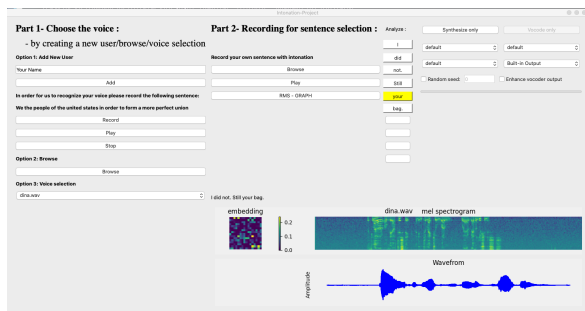 Intonation Project
Part 1- Choose the voice :
- by creating a new user/browse/voice selection
Option 1: Add New User
Your Name
Add
In order for us to recognize your voice please record the following sentence:
We the people of the united states in order to form a more perfect union
Record
Play
Stop
Option 2: Browse
Browse
Option 3: Voice selection
dina.wav
Part 2- Recording for sentence selection :
Record your own sentence with intonation
Browse
Play
RMS - GRAPH
Analyze :
I
did
not.
Still
your
bag.
Synthesize only
Vocode only
default
default
default
Built-in Output
Random seed:
0
Enhance vocoder output
I did not. Still your bag.
embedding
0.2
0.1
0.0
dina.wav mel spectrogram
Wavefrom
Amplitude